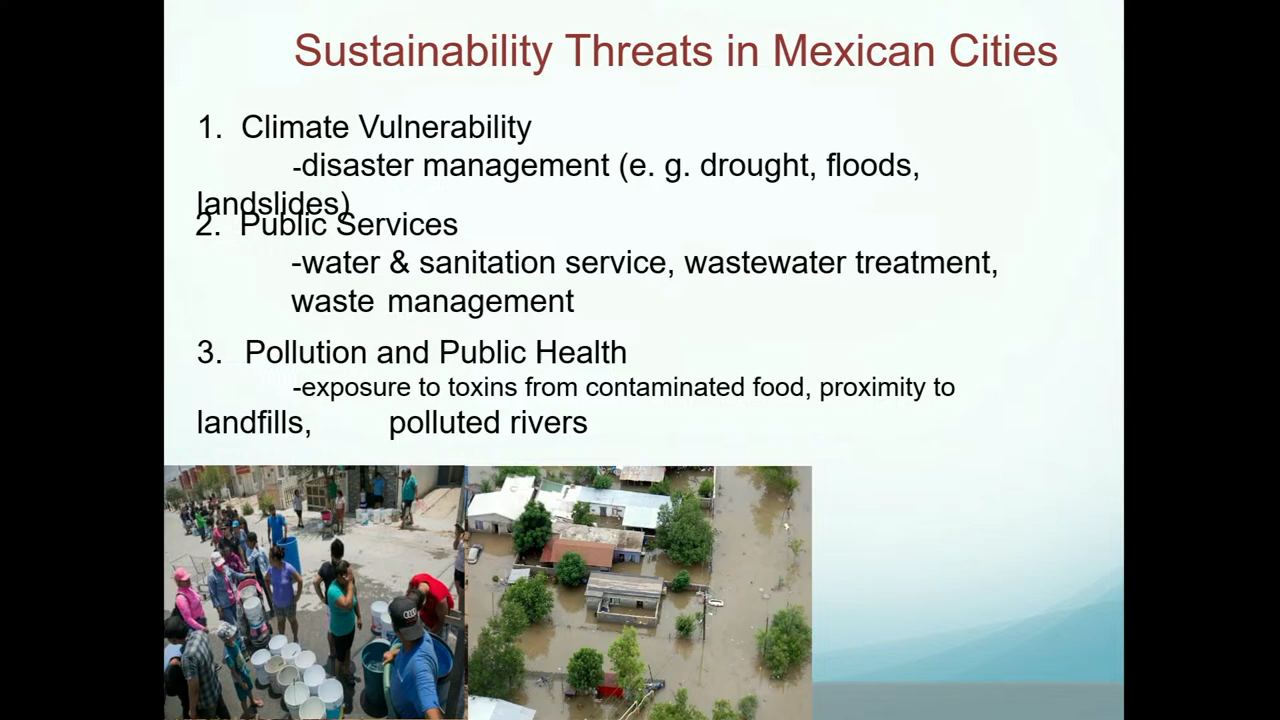 Sustainability Threats in Mexican Cities
1. Climate Vulnerability
-disaster management (e. g. drought, floods,
landslides)
2. Public Services
-water & sanitation service, wastewater treatment,
waste management
3. Pollution and Public Health
-exposure to toxins from contaminated food, proximity to
landfills, polluted rivers